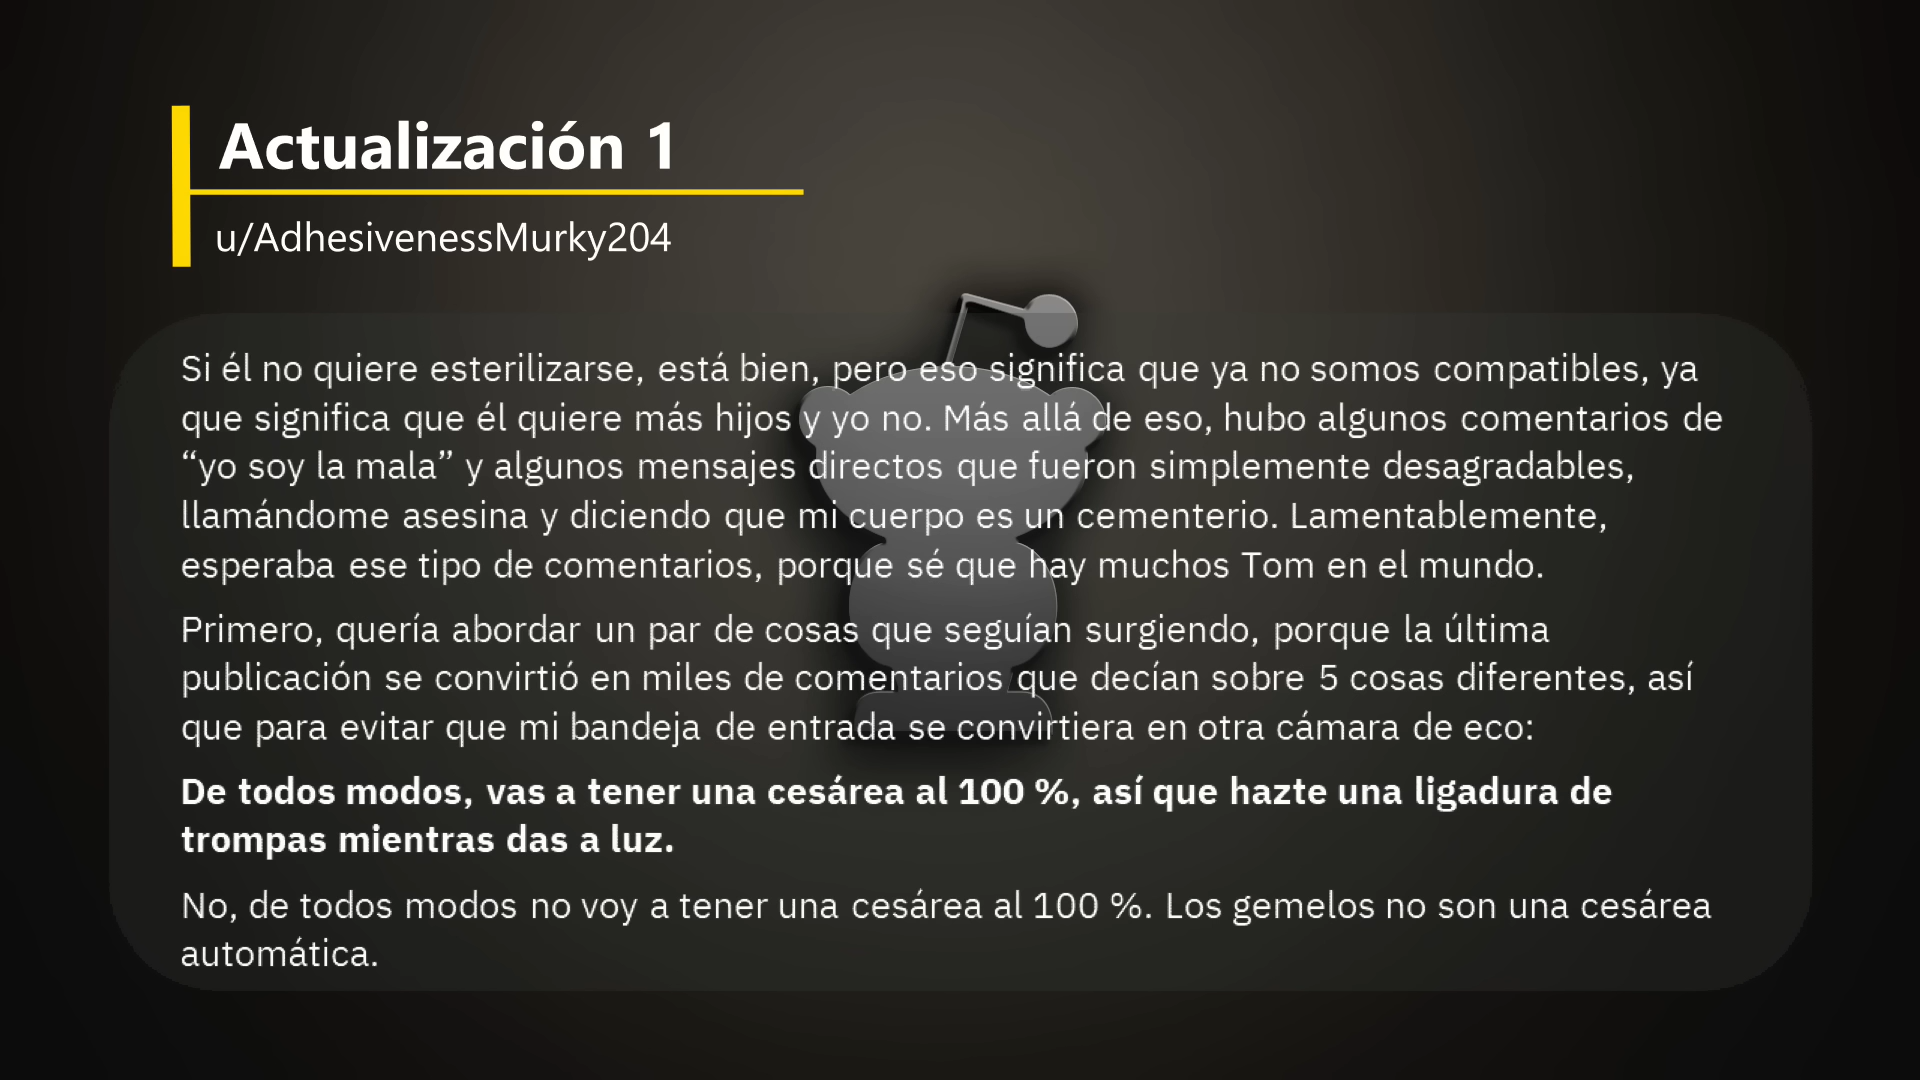 Actualización 1
u/AdhesivenessMurky204
Si él no quiere esterilizarse, está bien, pero eso significa que ya no somos compatibles, ya
que significa que él quiere más hijos y yo no. Más allá de eso, hubo algunos comentarios de
“yo soy la mala” y algunos mensajes directos que fueron simplemente desagradables,
llamándome asesina y diciendo que mi cuerpo es un cementerio. Lamentablemente,
esperaba ese tipo de comentarios, porque sé que hay muchos Tom en el mundo.
Primero, quería abordar un par de cosas que seguían surgiendo, porque la última
publicación se convirtió en miles de comentarios que decían sobre 5 cosas diferentes, así
que para evitar que mi bandeja de entrada se convirtiera en otra cámara de eco:
De todos modos, vas a tener una cesárea al 100 %, así que hazte una ligadura de
trompas mientras das a luz.
No, de todos modos no voy a tener una cesárea al 100 %. Los gemelos no son una cesárea
automática.